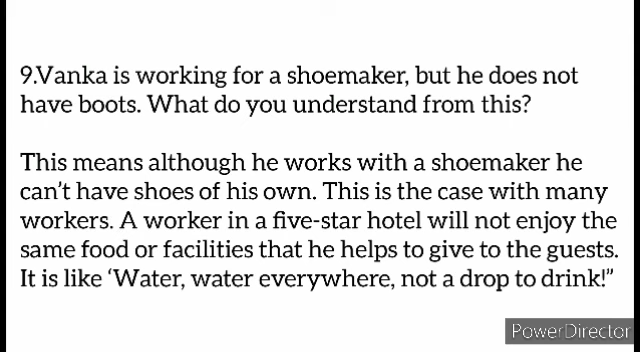 9.Vanka is working for a shoemaker, but he does not
have boots. What do you understand from this?
This means although he works with a shoemaker he
can't have shoes of his own. This is the case with many
workers. A worker in a five-star hotel will not enjoy the
same food or facilities that he helps to give to the guests.
It is like ‘Water, water everywhere, not a drop to drink!”
PowerDirector